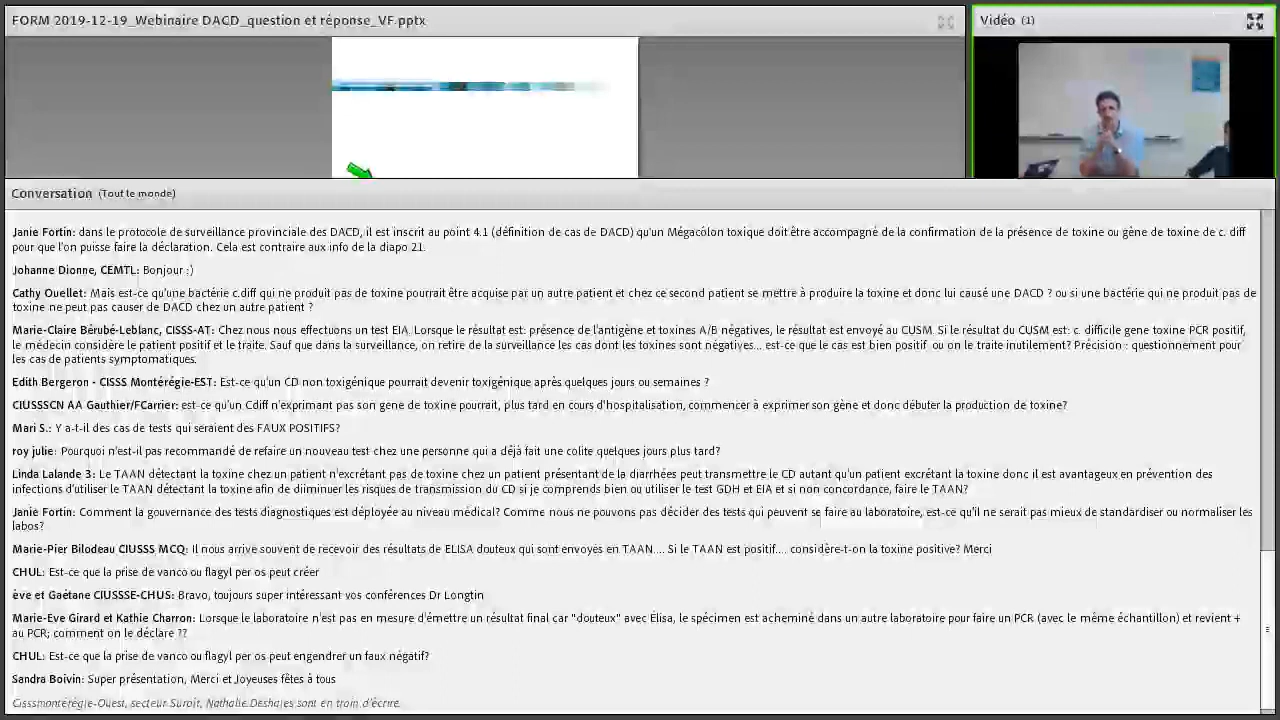 FORM 2019-12-19_Webinaire DACD_question et réponse_VF.pptx
Vidéo (1)
Conversation (Tout le monde)
Janie Fortin: dans le protocole de surveillance provinciale des DACD, il est inscrit au point 4.1 (définition de cas de DACD) qu'un Mégacôlon toxique doit être accompagné de la confirmation de la présence de toxine ou gène de toxine de c. diff
pour que l'on puisse faire la déclaration. Cela est contraire aux info de la diapo 21.
Johanne Dionne, CEMTL: Bonjour :)
Cathy Ouellet: Mais est-ce qu'une bactérie c.diff qui ne produit pas de toxine pourrait être acquise par un autre patient et chez ce second patient se mettre à produire la toxine et donc lui causé une DACD ? ou si une bactérie qui ne produit pas de
toxine ne peut pas causer de DACD chez un autre patient ?
Marie-Claire Bérubé-Leblanc, CISSS-AT: Chez nous nous effectuons un test EIA. Lorsque le résultat est: présence de l'antigène et toxines A/B négatives, le résultat est envoyé au CUSM. Si le résultat du CUSM est: c. difficile gene toxine PCR positif,
le médecin considère le patient positif et le traite. Sauf que dans la surveillance, on retire de la surveillance les cas dont les toxines sont négatives... est-ce que le cas est bien positif ou on le traite inutilement? Précision : questionnement pour
les cas de patients symptomatiques.
Edith Bergeron - CISSS Montérégie-EST: Est-ce qu'un CD non toxigénique pourrait devenir toxigénique après quelques jours ou semaines ?
CIUSSSCN AA Gauthier/FCarrier: est-ce qu'un Cdiff n'exprimant pas son gene de toxine pourrait, plus tard en cours d'hospitalisation, commencer à exprimer son gène et donc débuter la production de toxine?
Mari S.: Y a-t-il des cas de tests qui seraient des FAUX POSITIFS?
roy julie: Pourquoi n'est-il pas recommandé de refaire un nouveau test chez une personne qui a déjà fait une colite quelques jours plus tard?
Linda Lalande 3: Le TAAN détectant la toxine chez un patient n'excrétant pas de toxine chez un patient présentant de la diarrhées peut transmettre le CD autant qu'un patient excrétant la toxine donc il est avantageux en prévention des
infections d'utiliser le TAAN détectant la toxine afin de diiminuer les risques de transmission du CD si je comprends bien ou utiliser le test GDH et EIA et si non concordance, faire le TAAN?
Janie Fortin: Comment la gouvernance des tests diagnostiques est déployée au niveau médical? Comme nous ne pouvons pas décider des tests qui peuvent se faire au laboratoire, est-ce qu'il ne serait pas mieux de standardiser ou normaliser les
labos?
Marie-Pier Bilodeau CIUSSS MCQ: Il nous arrive souvent de recevoir des résultats de ELISA douteux qui sont envoyés en TAAN.... Si le TAAN est positif.... considère-t-on la toxine positive? Merci
CHUL: Est-ce que la prise de vanco ou flagyl per os peut créer
ève et Gaétane CIUSSSE-CHUS: Bravo, toujours super intéressant vos conférences Dr Longtin
Marie-Eve Girard et Kathie Charron: Lorsque le laboratoire n'est pas en mesure d'émettre un résultat final car "douteux" avec Elisa, le spécimen est acheminé dans un autre laboratoire pour faire un PCR (avec le même échantillon) et revient +
au PCR; comment on le déclare ??
CHUL: Est-ce que la prise de vanco ou flagyl per os peut engendrer un faux négatif?
Sandra Boivin: Super présentation, Merci et Joyeuses fêtes à tous
Cisssmontérégie-Ouest, secteur Suroît, Nathalie Deshaies sont en train d'écrire.